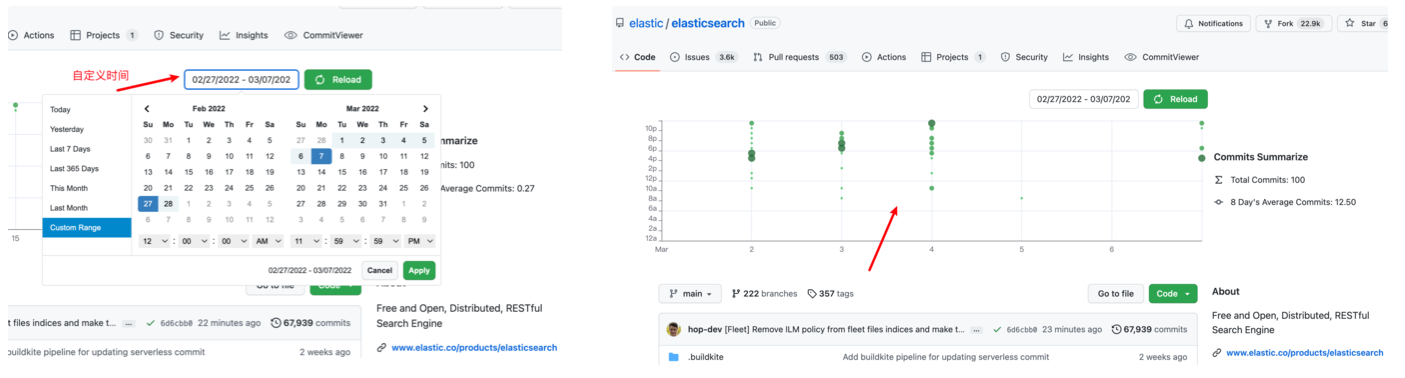 Actions Projects 1 Security Insights CommitViewer
自定义时间
02/27/2022 - 03/07/202 Reload
Today
Yesterday
Last 7 Days
Last 365 Days
This Month
Last Month
Custom Range
Feb 2022
Su Mo Tu We Th Fr Sa
30 31 1 2 3 4 5
6 7 8 9 10 11 12
13 14 15 16 17 18 19
20 21 22 23 24 25 26
27 28 1 2 3 4 5
6 7 8 9 10 11 12
12 : 00 : 00 AM
Mar 2022
Su Mo Tu We Th Fr Sa
27 28 1 2 3 4 5
6 7 8 9 10 11 12
13 14 15 16 17 18 19
20 21 22 23 24 25 26
27 28 29 30 31 1 2
3 4 5 6 7 8 9
11 : 59 : 59 PM
02/27/2022 - 03/07/2022 Cancel Apply
15
mmarize
nits: 100
Average Commits: 0.27
t files indices and make t... ... 6d6cbb0 22 minutes ago 67,939 commits
buildkite pipeline for updating serverless commit 2 weeks ago
Free and Open, Distributed, RESTful
Search Engine
www.elastic.co/products/elasticsearch
elastic / elasticsearch Public
Notifications Fork 22.9k Star 6
Code Issues 3.6k Pull requests 503 Actions Projects 1 Security Insights CommitViewer
02/27/2022 - 03/07/202 Reload
10p
8p
6p
4p
2p
12p
10a
8a
6a
4a
2a
12a
Mar 2 3 4 5 6
Commits Summarize
Total Commits: 100
8 Day's Average Commits: 12.50
main 222 branches 357 tags Go to file Code
hop-dev [Fleet] Remove ILM policy from fleet files indices and make t... ... 6d6cbb0 23 minutes ago 67,939 commits
.buildkite Add buildkite pipeline for updating serverless commit 2 weeks ago
About
Free and Open, Distributed, RESTful
Search Engine
www.elastic.co/products/elasticsearch